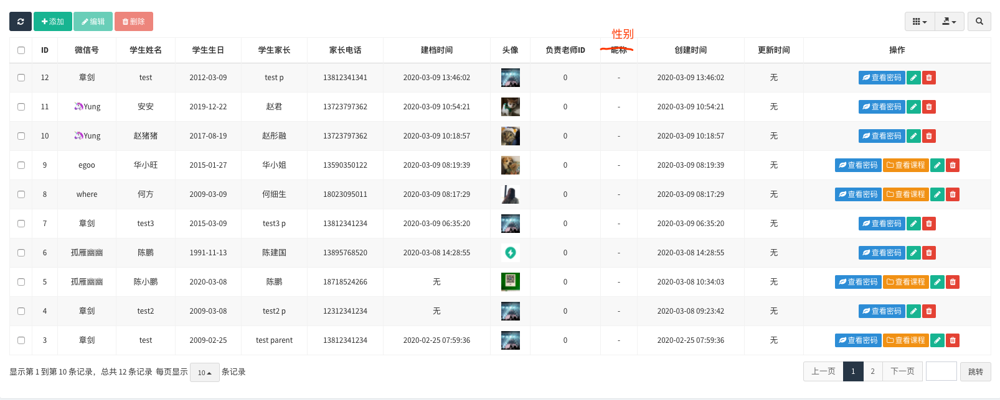 添加 编辑 删除
性别
ID 微信号 学生姓名 学生生日 学生家长 家长电话 建档时间 头像 负责老师ID 昵称 创建时间 更新时间 操作
12 章剑 test 2012-03-09 test p 13812341341 2020-03-09 13:46:02 0 - 2020-03-09 13:46:02 无 查看密码
11 🦄Yung 安安 2019-12-22 赵君 13723797362 2020-03-09 10:54:21 0 - 2020-03-09 10:54:21 无 查看密码
10 🦄Yung 赵猪猪 2017-08-19 赵彤融 13723797362 2020-03-09 10:18:57 0 - 2020-03-09 10:18:57 无 查看密码
9 egoo 华小旺 2015-01-27 华小姐 13590350122 2020-03-09 08:19:39 0 - 2020-03-09 08:19:39 无 查看密码 查看课程
8 where 何方 2009-03-09 何细生 18023095011 2020-03-09 08:17:29 0 - 2020-03-09 08:17:29 无 查看密码 查看课程
7 章剑 test3 2015-03-09 test3 p 13812341234 2020-03-09 06:35:20 0 - 2020-03-09 06:35:20 无 查看密码
6 孤雁幽幽 陈鹏 1991-11-13 陈建国 13895768520 2020-03-08 14:28:55 0 - 2020-03-08 14:28:55 无 查看密码
5 孤雁幽幽 陈小鹏 2020-03-08 陈鹏 18718524266 无 0 - 2020-03-08 10:34:03 无 查看密码 查看课程
4 章剑 test2 2009-03-08 test2 p 12312341234 无 0 - 2020-03-08 09:23:42 无 查看密码
3 章剑 test 2009-02-25 test parent 13812341234 2020-02-25 07:59:36 0 - 2020-02-25 07:59:36 无 查看密码 查看课程
显示第 1 到第 10 条记录，总共 12 条记录 每页显示 10 条记录 上一页 1 2 下一页 跳转